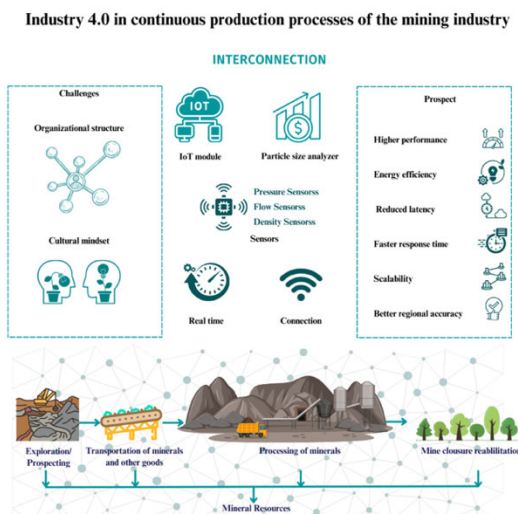 Industry 4.0 in continuous production processes of the mining industry
INTERCONNECTION
Challenges
Organizational structure
Cultural mindset
IOT
IoT module
Particle size analyzer
Pressure Sensorss
Flow Sensorss
Density Sensorss
Sensors
Real time
Connection
Prospect
Higher performance
Energy efficiency
Reduced latency
Faster response time
Scalability
Better regional accuracy
Exploration/
Prospecting
Transportation of minerals
and other goods
Processing of minerals
Mine clousure reablilitation
Mineral Resources